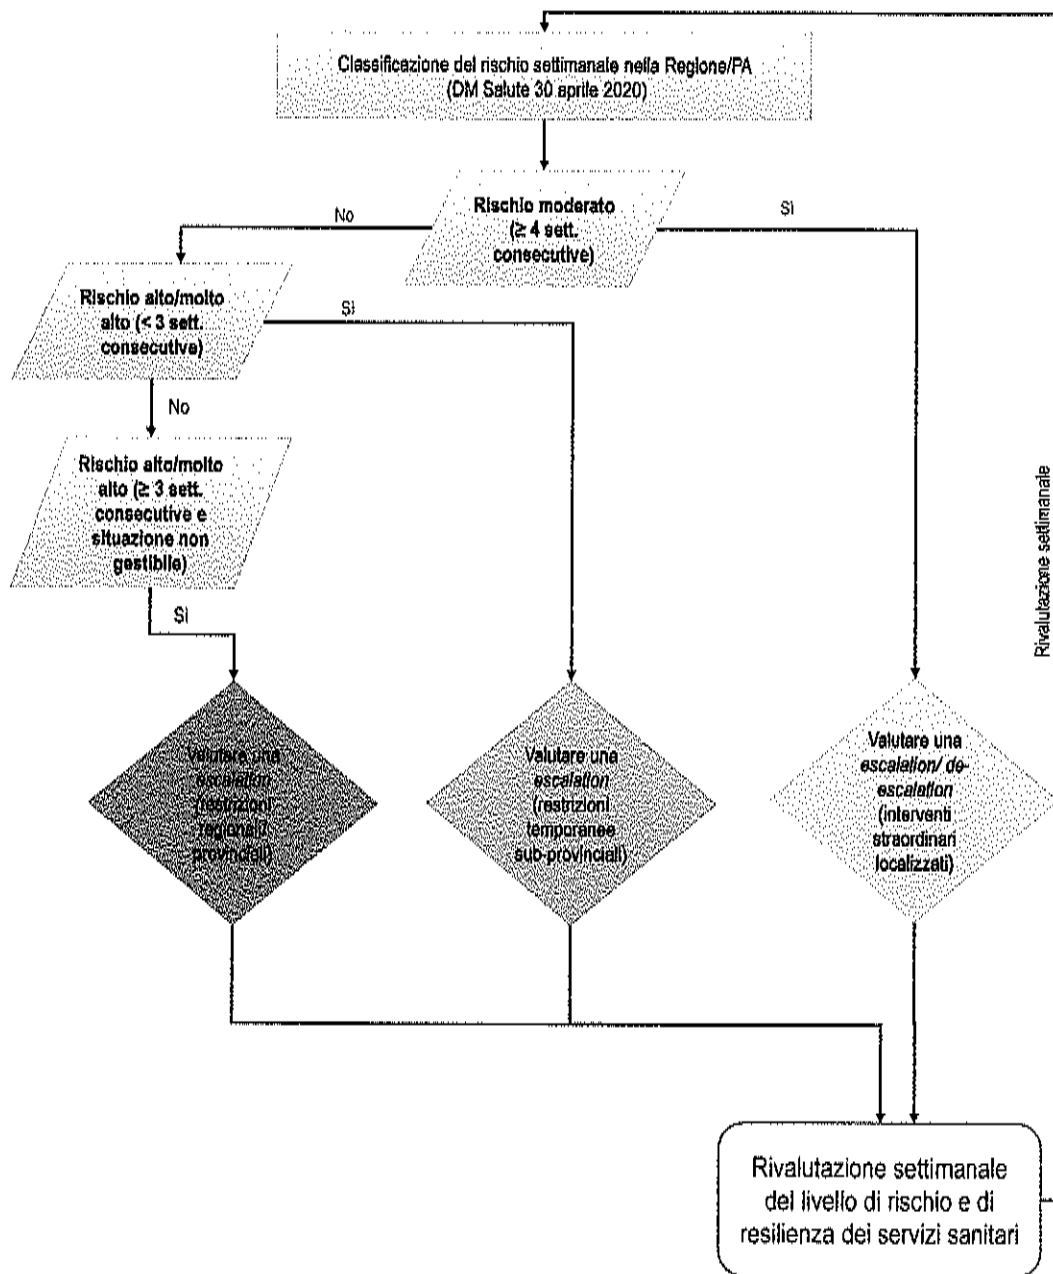 Classificazione del rischio settimanale nella Regione/PA
(DM Salute 30 aprile 2020)
Rischio moderato
(≥ 4 sett.
consecutive)
No
Sì
Rischio alto/molto
alto (< 3 sett.
consecutive)
Sì
No
Rischio alto/molto
alto (≥ 3 sett.
consecutive e
situazione non
gestibile)
Sì
Rivalutazione settimanale
Valutare una
escalation
(restrizioni
regionali/
provinciali)
Valutare una
escalation
(restrizioni
temporanee
sub-provinciali)
Valutare una
escalation/ de-
escalation
(interventi
straordinari
localizzati)
Rivalutazione settimanale
del livello di rischio e di
resilienza dei servizi sanitari